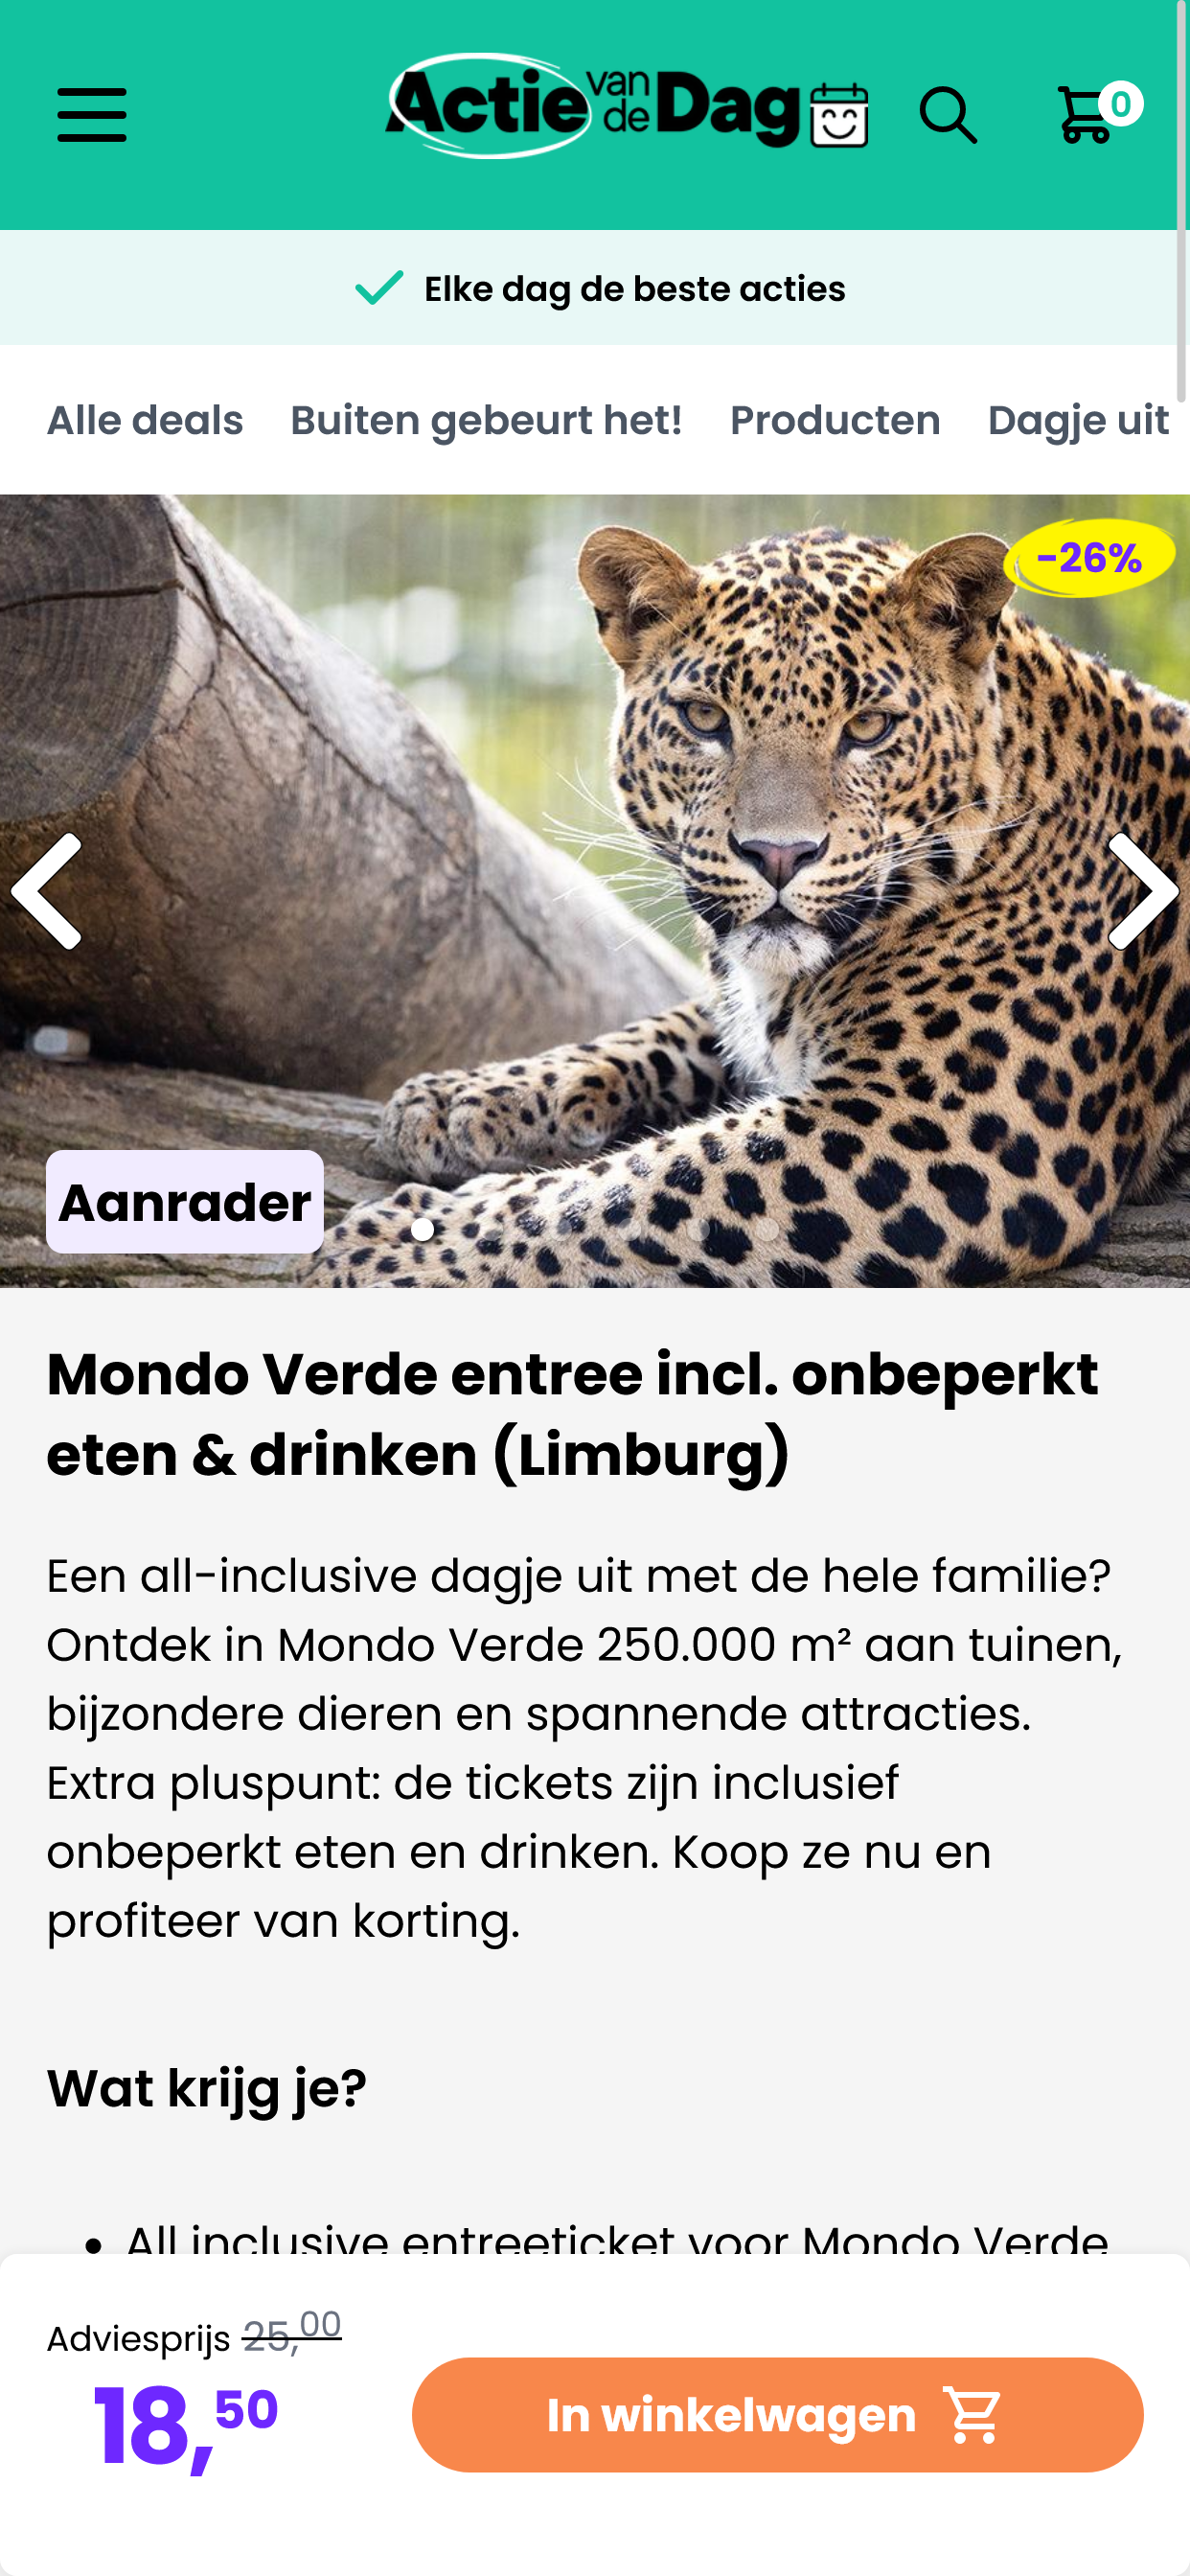 Actie van de Dag
0
Elke dag de beste acties
Alle deals Buiten gebeurt het! Producten Dagje uit
-26%
Aanrader
Mondo Verde entree incl. onbeperkt
eten & drinken (Limburg)
Een all-inclusive dagje uit met de hele familie?
Ontdek in Mondo Verde 250.000 m² aan tuinen,
bijzondere dieren en spannende attracties.
Extra pluspunt: de tickets zijn inclusief
onbeperkt eten en drinken. Koop ze nu en
profiteer van korting.
Wat krijg je?
• All inclusive entreeticket voor Mondo Verde
Adviesprijs 25,00
18,50
In winkelwagen